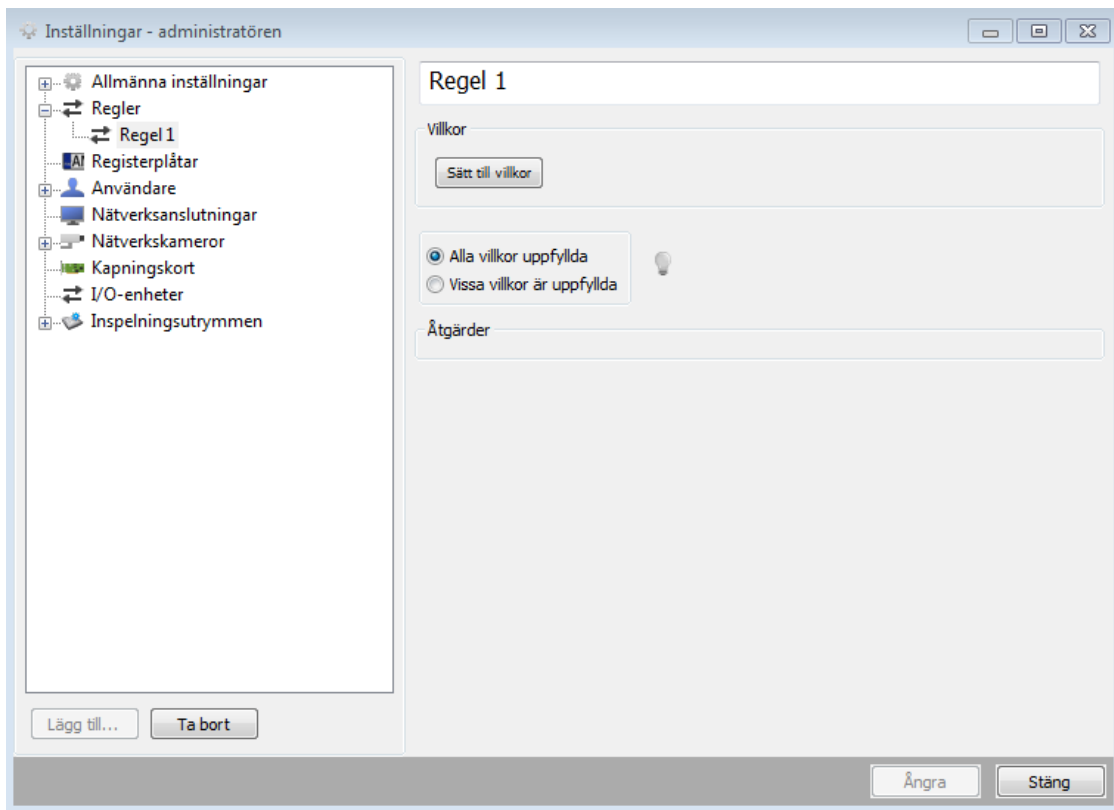 Inställningar - administratören
Allmänna inställningar
Regler
Regel 1
Registerplåtar
Användare
Nätverksanslutningar
Nätverkskameror
Kapningskort
I/O-enheter
Inspelningsutrymmen
Lägg till...
Ta bort
Regel 1
Villkor
Sätt till villkor
Alla villkor uppfyllda
Vissa villkor är uppfyllda
Åtgärder
Ångra
Stäng